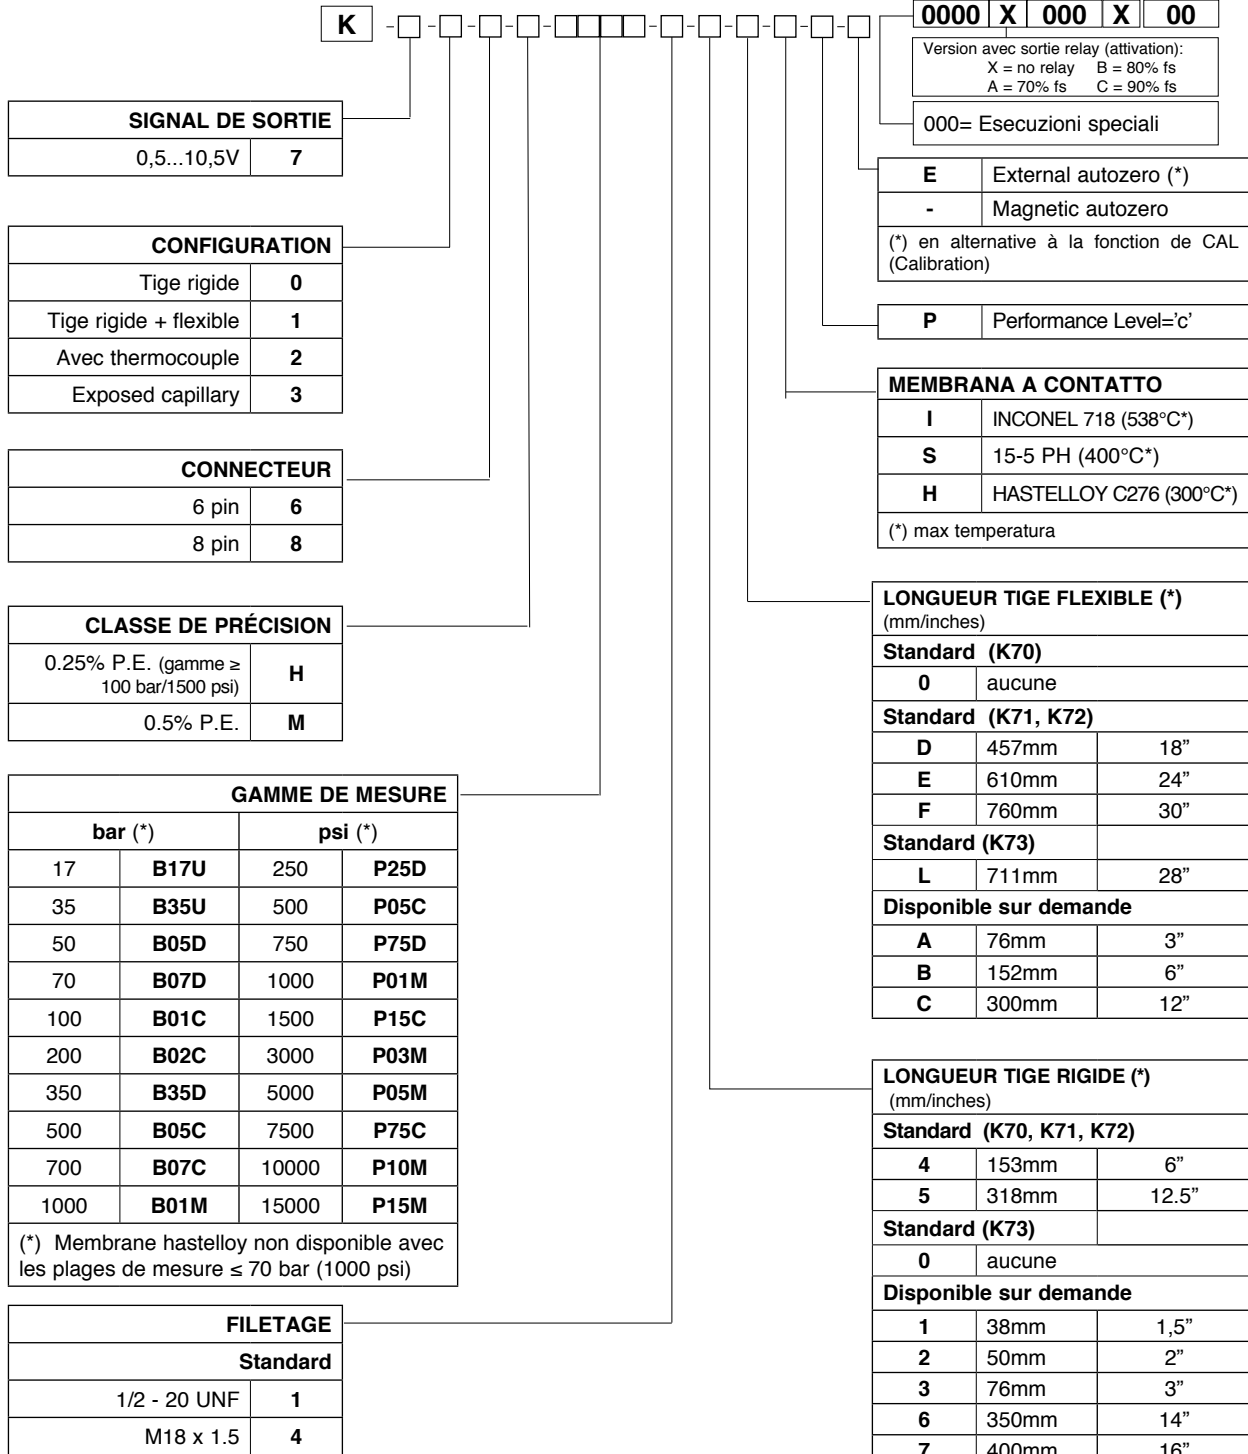 K - - - - - - - - - - - 0000 X 000 X 00
Version avec sortie relay (attivation):
X = no relay B = 80% fs
A = 70% fs C = 90% fs
000= Esecuzioni speciali
SIGNAL DE SORTIE
0,5...10,5V 7
CONFIGURATION
Tige rigide 0
Tige rigide + flexible 1
Avec thermocouple 2
Exposed capillary 3
CONNECTEUR
6 pin 6
8 pin 8
CLASSE DE PRÉCISION
0.25% P.E. (gamme ≥
100 bar/1500 psi) H
0.5% P.E. M
GAMME DE MESURE
bar (*) psi (*)
17 B17U 250 P25D
35 B35U 500 P05C
50 B05D 750 P75D
70 B07D 1000 P01M
100 B01C 1500 P15C
200 B02C 3000 P03M
350 B35D 5000 P05M
500 B05C 7500 P75C
700 B07C 10000 P10M
1000 B01M 15000 P15M
(*) Membrane hastelloy non disponible avec
les plages de mesure ≤ 70 bar (1000 psi)
FILETAGE
Standard
1/2 - 20 UNF 1
M18 x 1.5 4
E External autozero (*)
- Magnetic autozero
(*) en alternative à la fonction de CAL
(Calibration)
P Performance Level='c'
MEMBRANA A CONTATTO
I INCONEL 718 (538°C*)
S 15-5 PH (400°C*)
H HASTELLOY C276 (300°C*)
(*) max temperatura
LONGUEUR TIGE FLEXIBLE (*)
(mm/inches)
Standard (K70)
0 aucune
Standard (K71, K72)
D 457mm 18”
E 610mm 24”
F 760mm 30”
Standard (K73)
L 711mm 28”
Disponible sur demande
A 76mm 3”
B 152mm 6”
C 300mm 12”
LONGUEUR TIGE RIGIDE (*)
(mm/inches)
Standard (K70, K71, K72)
4 153mm 6”
5 318mm 12.5”
Standard (K73)
0 aucune
Disponible sur demande
1 38mm 1,5”
2 50mm 2”
3 76mm 3”
6 350mm 14”
7 400mm 16”